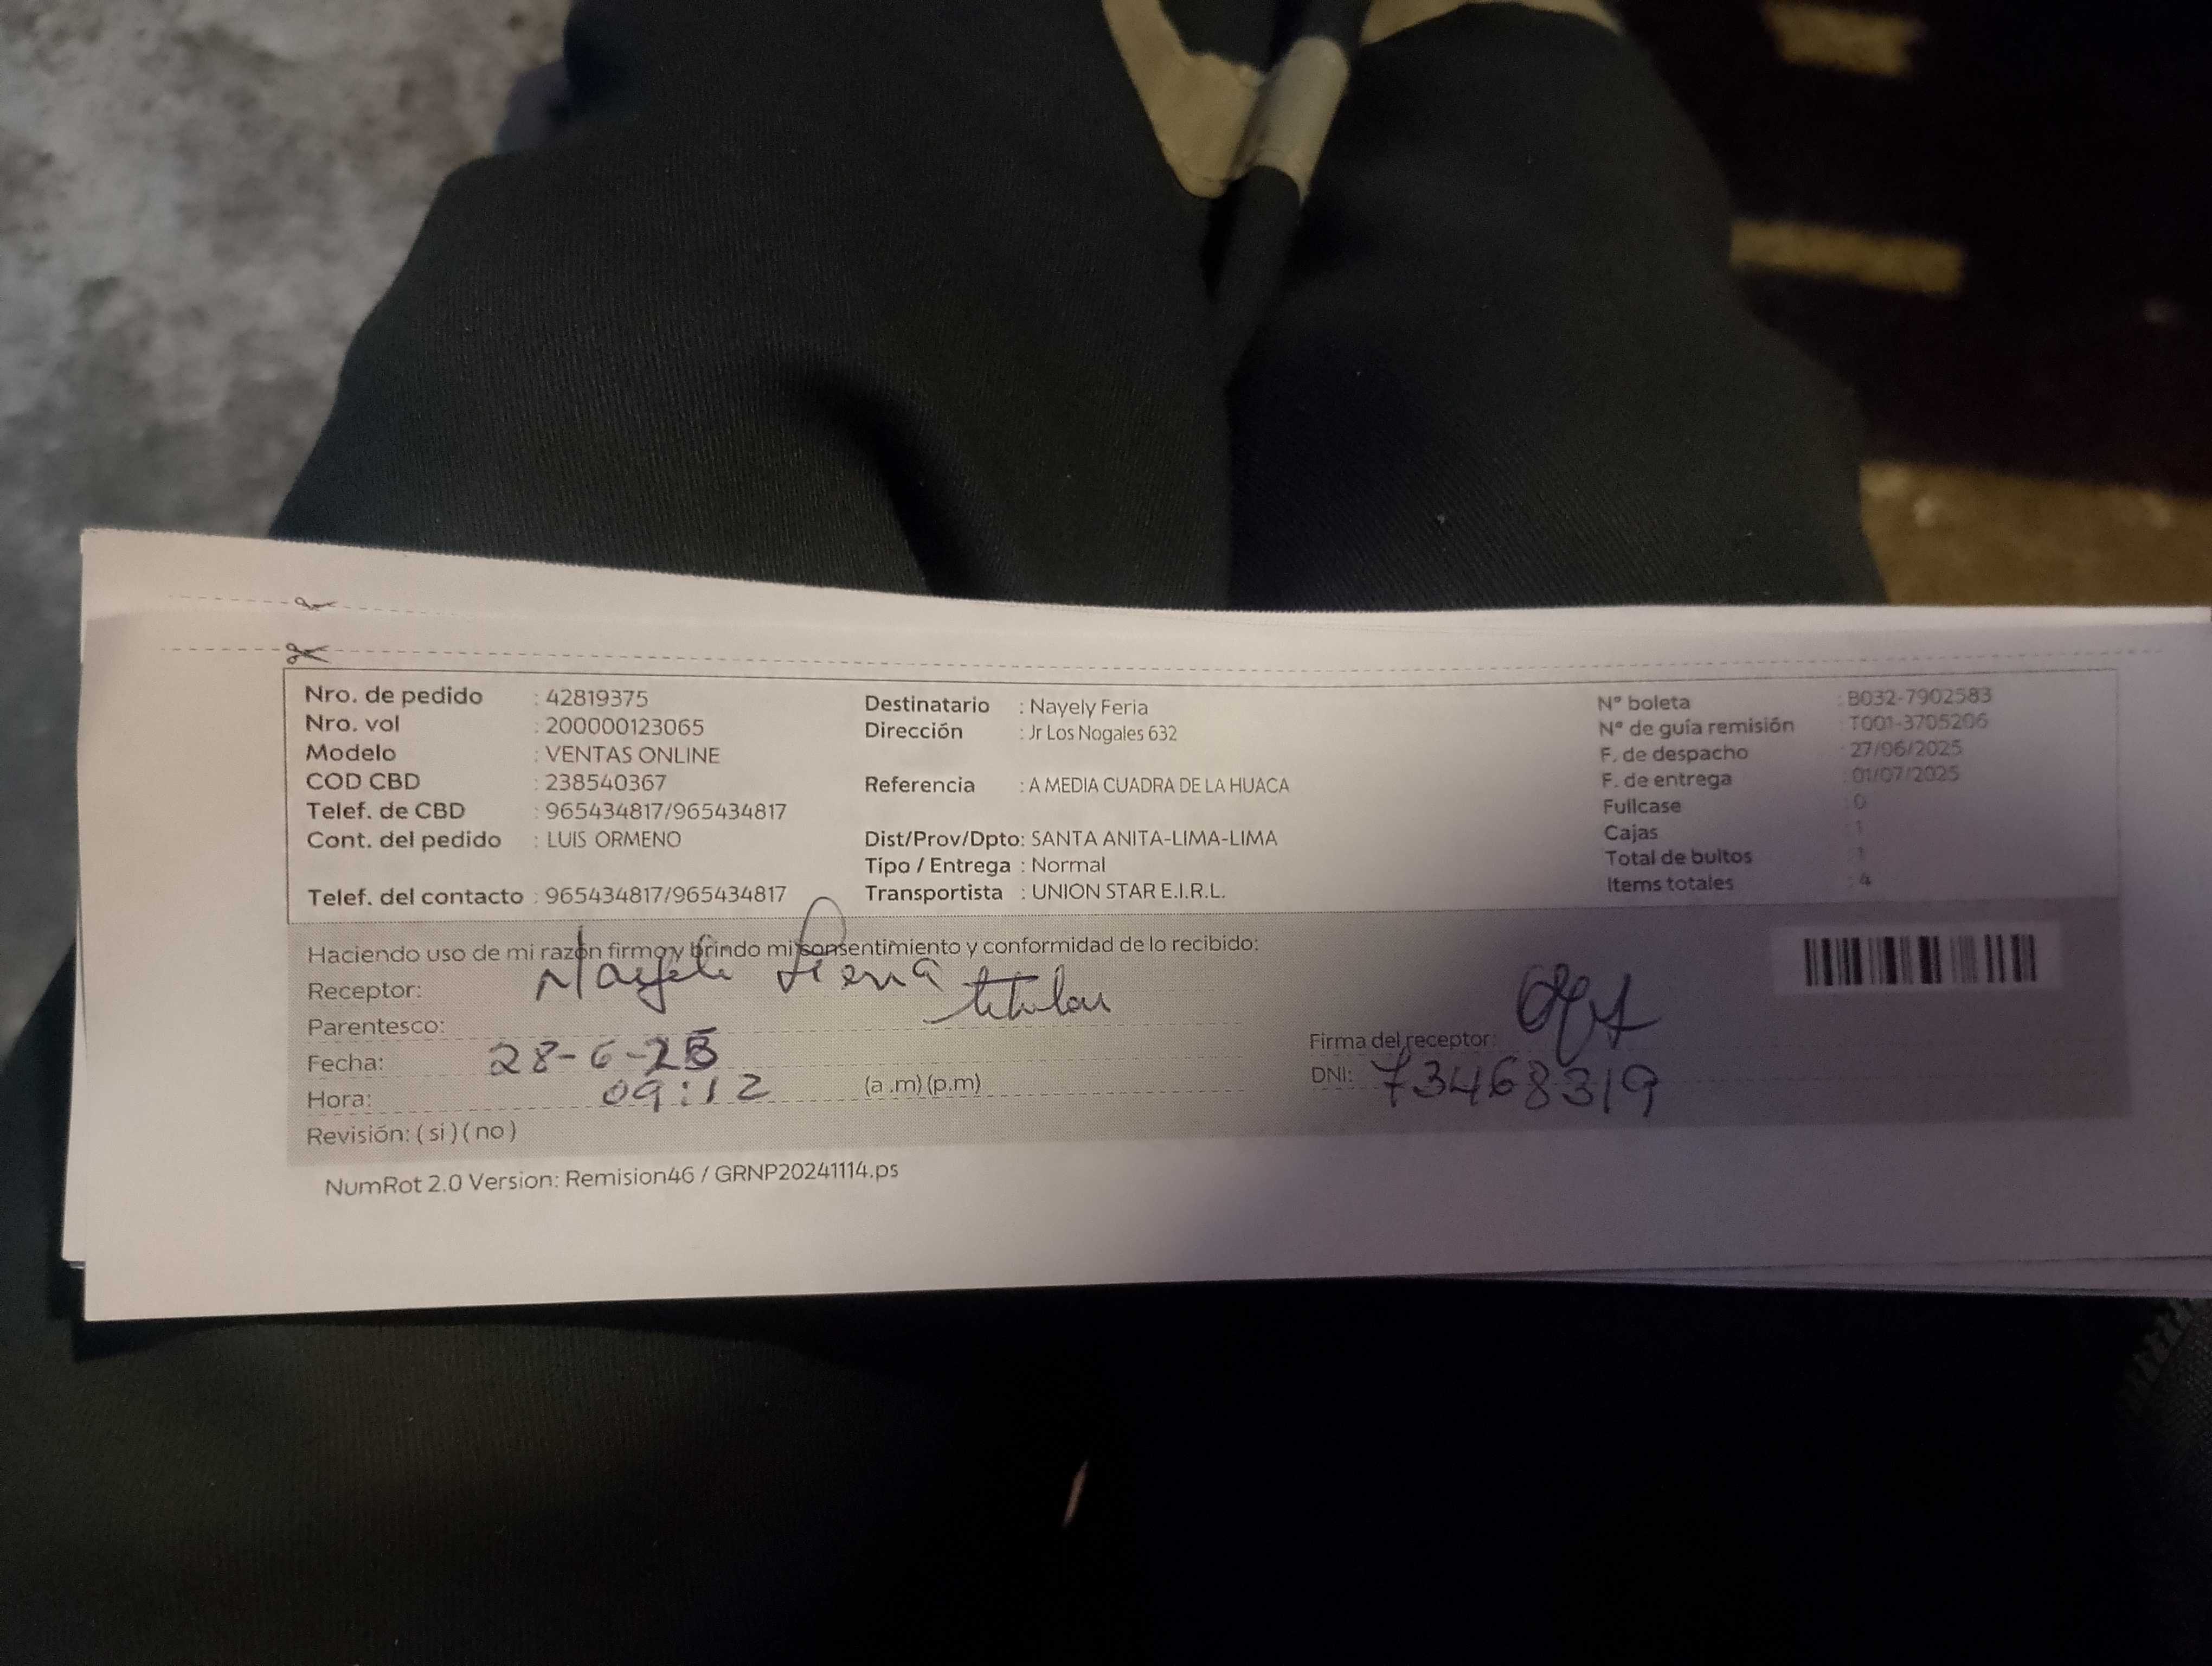 Nro. de pedido : 42819375
Nro. vol : 200000123065
Modelo : VENTAS ONLINE
COD CBD : 238540367
Telef. de CBD : 965434817/965434817
Cont. del pedido : LUIS ORMENO
Telef. del contacto : 965434817/965434817
Destinatario : Nayely Feria
Dirección : Jr Los Nogales 632
Referencia : A MEDIA CUADRA DE LA HUACA
Dist/Prov/Dpto: SANTA ANITA-LIMA-LIMA
Tipo / Entrega : Normal
Transportista : UNION STAR E.I.R.L.
N° boleta : B032-7902583
N° de guía remisión : T001-3705206
F. de despacho : 27/06/2025
F. de entrega : 01/07/2025
Fullcase : 0
Cajas : 1
Total de bultos : 1
Items totales : 4
Haciendo uso de mi razón firmo y brindo mi consentimiento y conformidad de lo recibido:
Receptor: Nayeli
Parentesco: titular
Fecha: 28-6-25
Hora: 09:12 (a.m) (p.m)
Revisión: ( si ) ( no )
Firma del receptor:
DNI: 73468319
NumRot 2.0 Version: Remision46 / GRNP20241114.ps